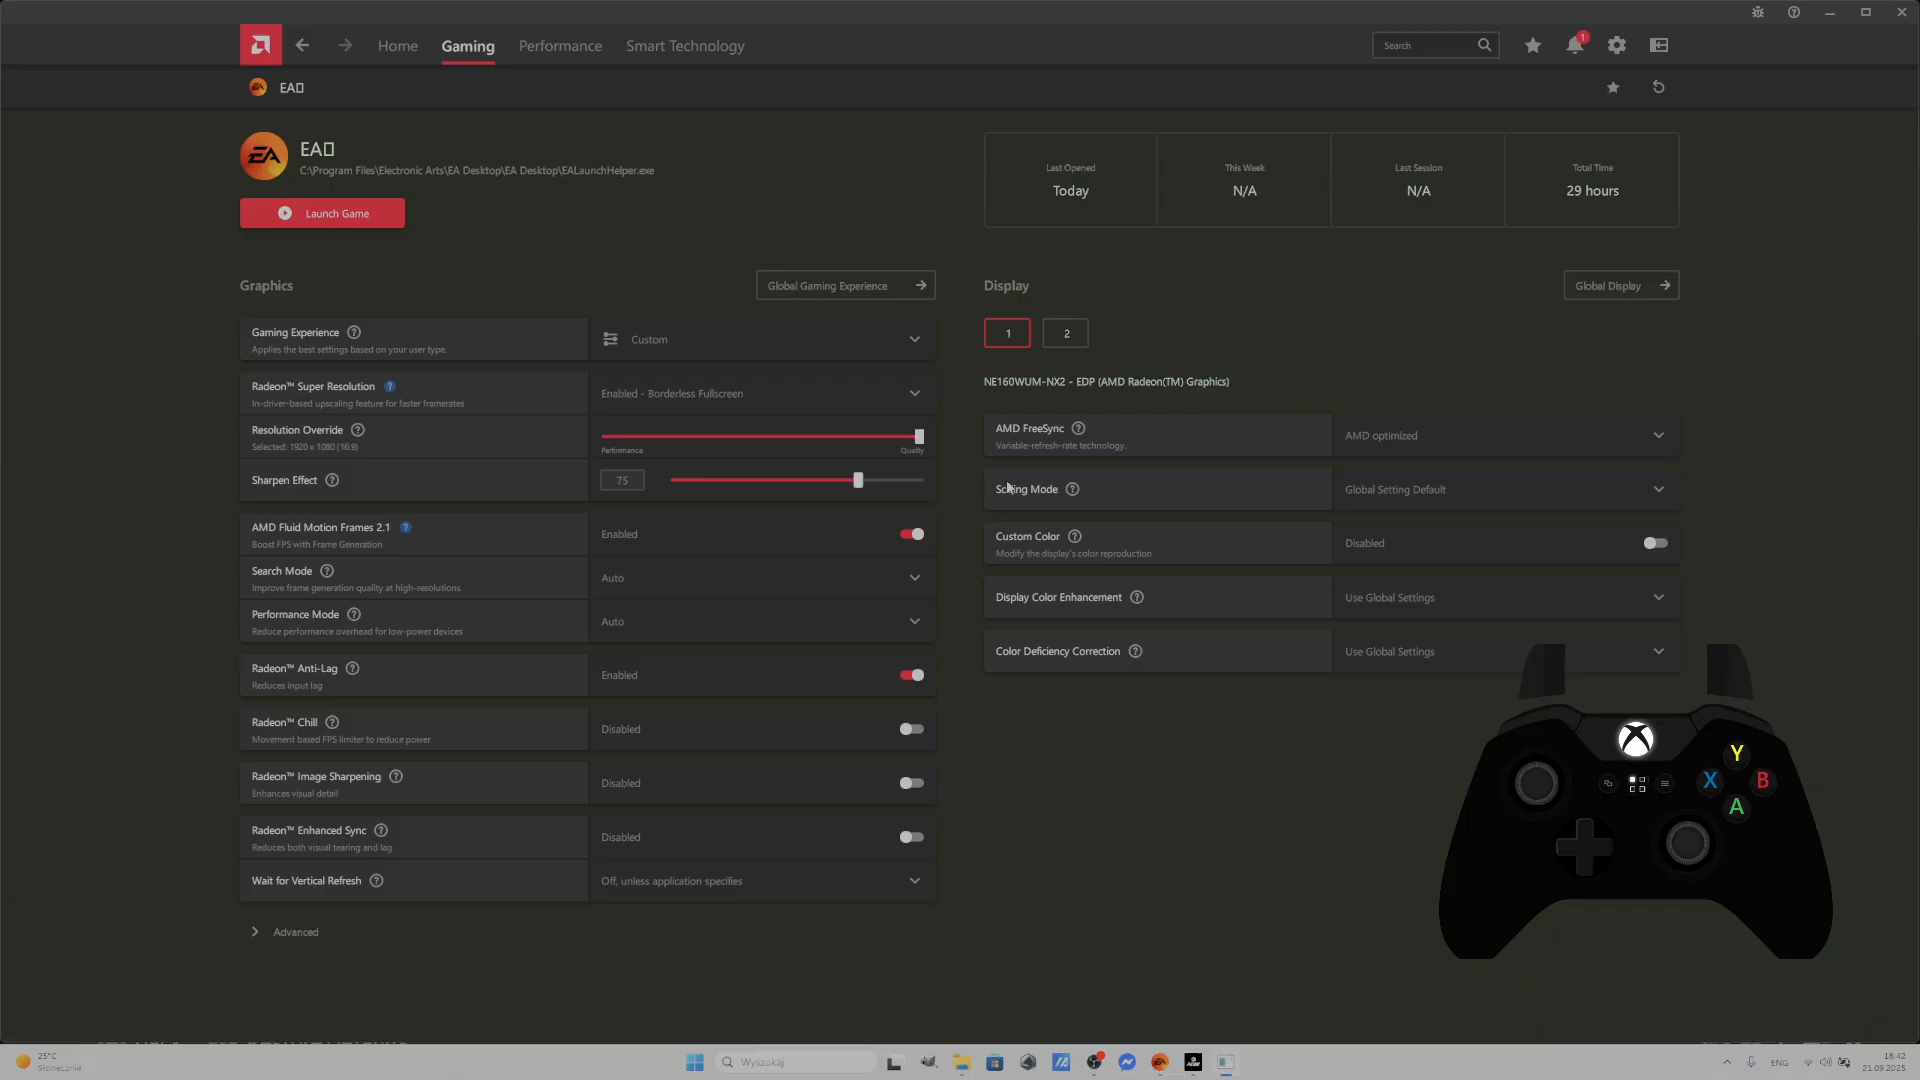 Home
Gaming
Performance
Smart Technology
Search
1
EA
EA
C:\Program Files\Electronic Arts\EA Desktop\EA Desktop\EALaunchHelper.exe
Launch Game
Last Opened
Today
This Week
N/A
Last Session
N/A
Total Time
29 hours
Graphics
Global Gaming Experience
Gaming Experience
Applies the best settings based on your user type.
Custom
Radeon™ Super Resolution
In-driver-based upscaling feature for faster framerates
Enabled - Borderless Fullscreen
Resolution Override
Selected: 1920 x 1080 (16:9)
Performance
Quality
Sharpen Effect
75
AMD Fluid Motion Frames 2.1
Boost FPS with Frame Generation
Enabled
Search Mode
Improve frame generation quality at high-resolutions
Auto
Performance Mode
Reduce performance overhead for low-power devices
Auto
Radeon™ Anti-Lag
Reduces input lag
Enabled
Radeon™ Chill
Movement based FPS limiter to reduce power
Disabled
Radeon™ Image Sharpening
Enhances visual detail
Disabled
Radeon™ Enhanced Sync
Reduces both visual tearing and lag
Disabled
Wait for Vertical Refresh
Off, unless application specifies
Advanced
Display
Global Display
1
2
NE160WUM-NX2 - EDP (AMD Radeon(TM) Graphics)
AMD FreeSync
Variable-refresh-rate technology.
AMD optimized
Scaling Mode
Global Setting Default
Custom Color
Modify the display's color reproduction
Disabled
Display Color Enhancement
Use Global Settings
Color Deficiency Correction
Use Global Settings
Y
X
B
A
25°C
Słonecznie
Wyszukaj
ENG
18:42
21.09.2025